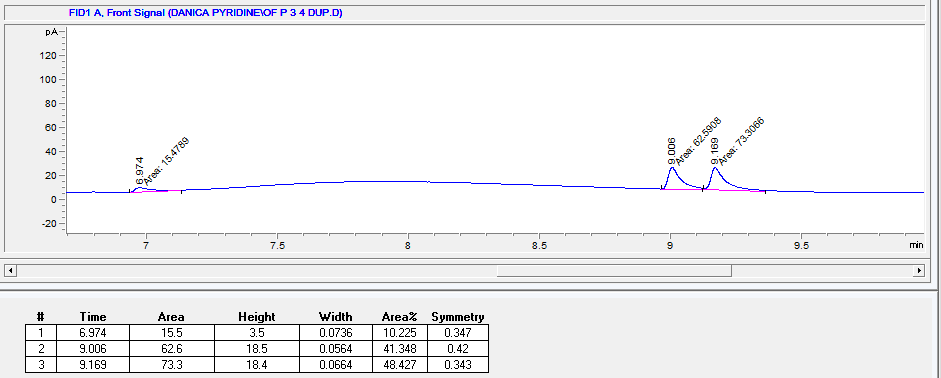 FID1 A, Front Signal (DANICA PYRIDINE\OF P 3 4 DUP.D)
pA
120
100
80
60
40
20
0
-20
6.974
Area: 15.4789
9.006
Area: 62.5908
9.169
Area: 73.3066
7 7.5 8 8.5 9 9.5 min
# Time Area Height Width Area% Symmetry
1 6.974 15.5 3.5 0.0736 10.225 0.347
2 9.006 62.6 18.5 0.0564 41.348 0.42
3 9.169 73.3 18.4 0.0664 48.427 0.343